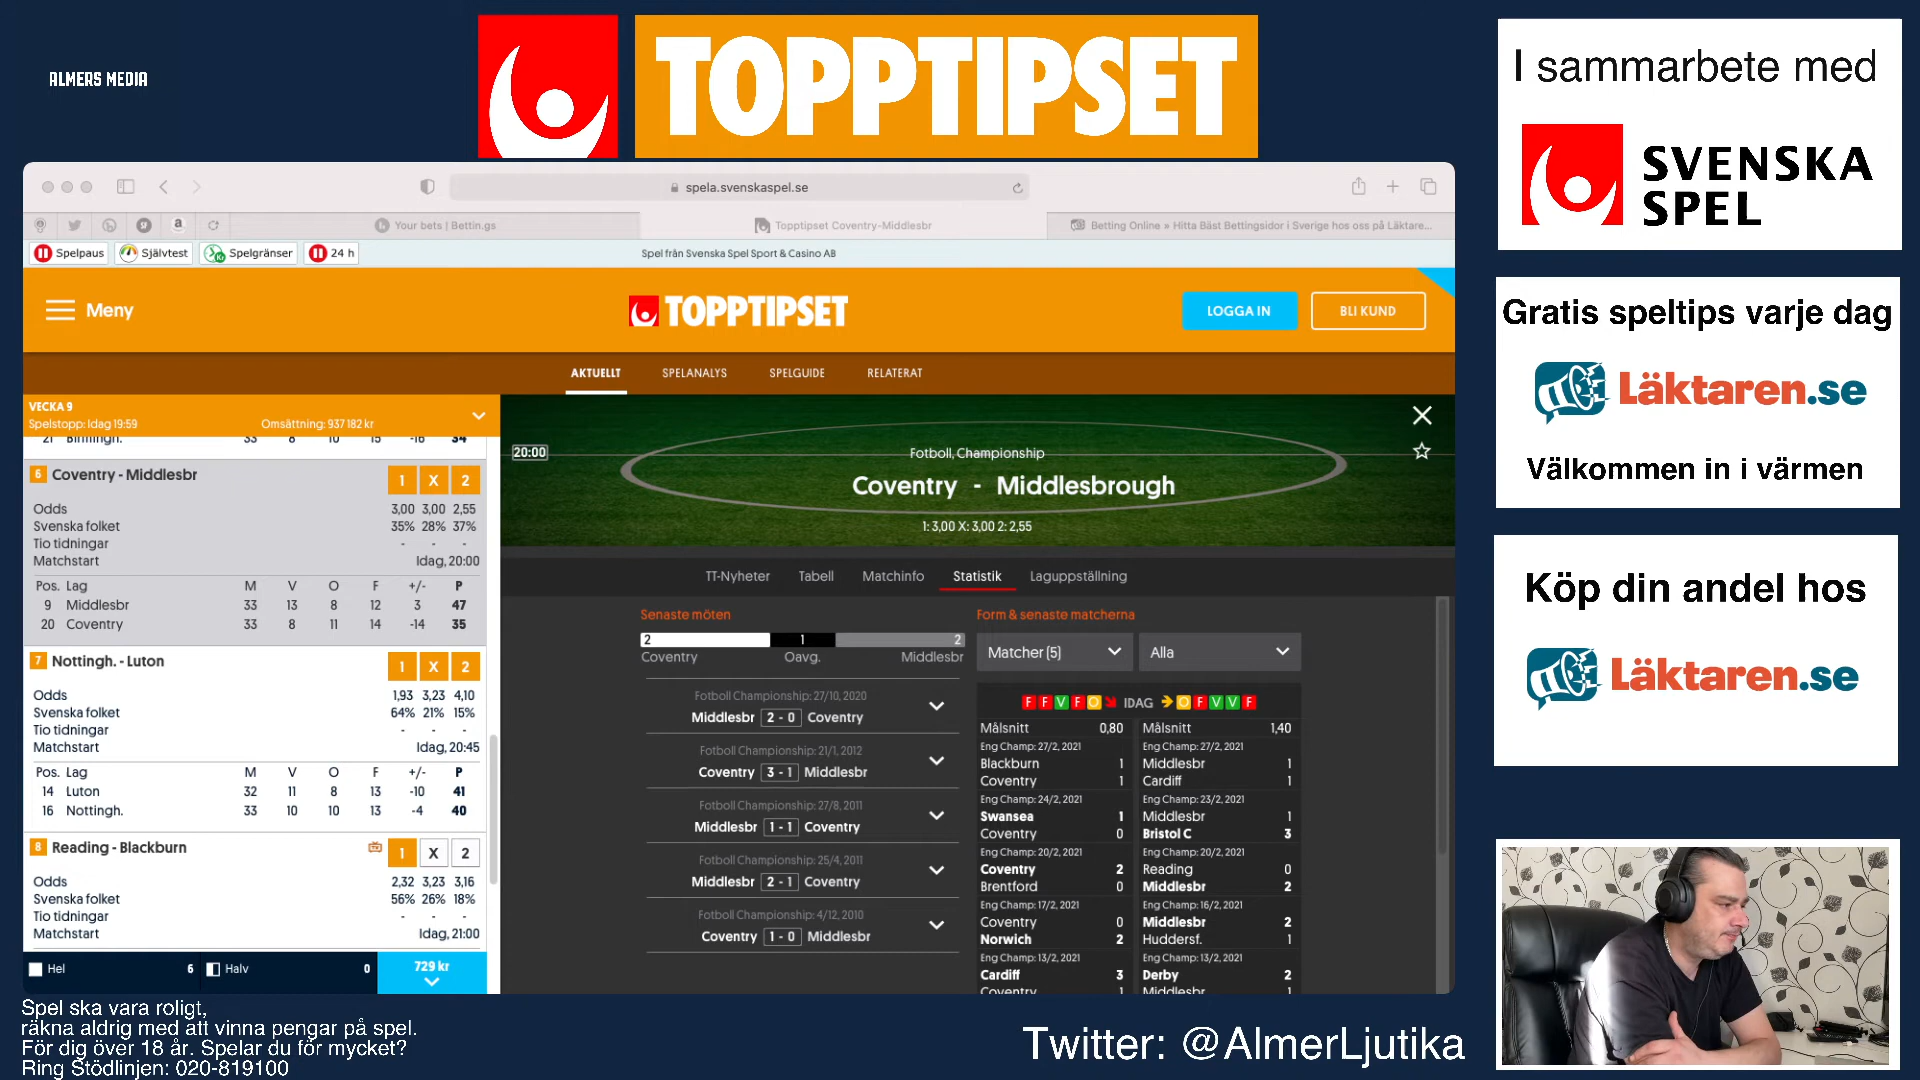 ALMERS MEDIA
TOPPTIPSET
I sammarbete med
SVENSKA
SPEL
Gratis speltips varje dag
Läktaren.se
Välkommen in i värmen
Köp din andel hos
Läktaren.se
spela.svenskaspel.se
Your bets | Bettin.gs
Topptipset Coventry-Middlesbrough
Betting Online » Hitta Bäst Bettingsidor i Sverige hos oss på Läktare...
Spelpaus Självtest Spelgränser 24 h
Spel från Svenska Spel Sport & Casino AB
Meny
TOPPTIPSET
LOGGA IN
BLI KUND
AKTUELLT SPELANALYS SPELGUIDE RELATERAT
VECKA 9
Spelstopp: Idag 19:59 Omsättning: 937 182 kr
21 Birmingh. 33 8 10 15 -16 34
6 Coventry - Middlesbr 1 X 2
Odds 3,00 3,00 2,55
Svenska folket 35% 28% 37%
Tio tidningar - - -
Matchstart Idag, 20:00
Pos. Lag M V O F +/- P
9 Middlesbr 33 13 8 12 3 47
20 Coventry 33 8 11 14 -14 35
7 Nottingh. - Luton 1 X 2
Odds 1,93 3,23 4,10
Svenska folket 64% 21% 15%
Tio tidningar - - -
Matchstart Idag, 20:45
Pos. Lag M V O F +/- P
14 Luton 32 11 8 13 -10 41
16 Nottingh. 33 10 10 13 -4 40
8 Reading - Blackburn 1 X 2
Odds 2,32 3,23 3,16
Svenska folket 56% 26% 18%
Tio tidningar - - -
Matchstart Idag, 21:00
Hel 6 Halv 0 729 kr
20:00
Fotboll, Championship
Coventry - Middlesbrough
1: 3,00 X: 3,00 2: 2,55
TT-Nyheter Tabell Matchinfo Statistik Laguppställning
Senaste möten
2 1 2
Coventry Oavg. Middlesbr
Fotboll Championship: 27/10, 2020
Middlesbr 2 - 0 Coventry
Fotboll Championship: 21/1, 2012
Coventry 3 - 1 Middlesbr
Fotboll Championship: 27/8, 2011
Middlesbr 1 - 1 Coventry
Fotboll Championship: 25/4, 2011
Middlesbr 2 - 1 Coventry
Fotboll Championship: 4/12, 2010
Coventry 1 - 0 Middlesbr
Form & senaste matcherna
Matcher (5) Alla
F F V F O IDAG O F V V F
Målsnitt 0,80 Målsnitt 1,40
Eng Champ: 27/2, 2021 Eng Champ: 27/2, 2021
Blackburn 1 Middlesbr 1
Coventry 1 Cardiff 1
Eng Champ: 24/2, 2021 Eng Champ: 23/2, 2021
Swansea 1 Middlesbr 1
Coventry 0 Bristol C 3
Eng Champ: 20/2, 2021 Eng Champ: 20/2, 2021
Coventry 2 Reading 0
Brentford 0 Middlesbr 2
Eng Champ: 17/2, 2021 Eng Champ: 16/2, 2021
Coventry 0 Middlesbr 2
Norwich 2 Huddersf. 1
Eng Champ: 13/2, 2021 Eng Champ: 13/2, 2021
Cardiff 3 Derby 2
Coventry 1 Middlesbr 1
Spel ska vara roligt,
räkna aldrig med att vinna pengar på spel.
För dig över 18 år. Spelar du för mycket?
Ring Stödlinjen: 020-819100
Twitter: @AlmerLjutika